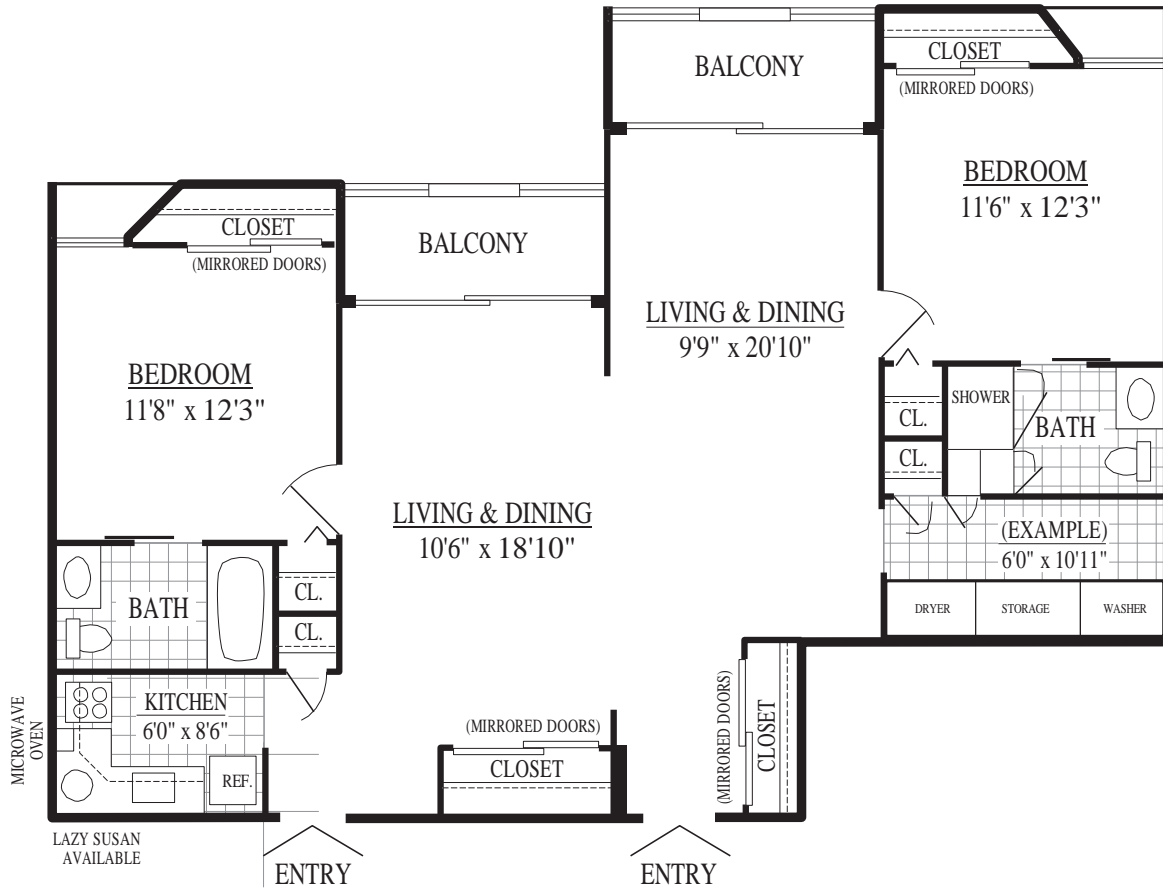 BALCONY
CLOSET
(MIRRORED DOORS)
BEDROOM
11'6" x 12'3"
CLOSET
(MIRRORED DOORS)
BALCONY
LIVING & DINING
9'9" x 20'10"
BEDROOM
11'8" x 12'3"
SHOWER
CL.
BATH
CL.
LIVING & DINING
10'6" x 18'10"
(EXAMPLE)
6'0" x 10'11"
BATH
CL.
CL.
DRYER
STORAGE
WASHER
KITCHEN
6'0" x 8'6"
MICROWAVE
OVEN
REF.
(MIRRORED DOORS)
CLOSET
(MIRRORED DOORS)
CLOSET
LAZY SUSAN
AVAILABLE
ENTRY
ENTRY